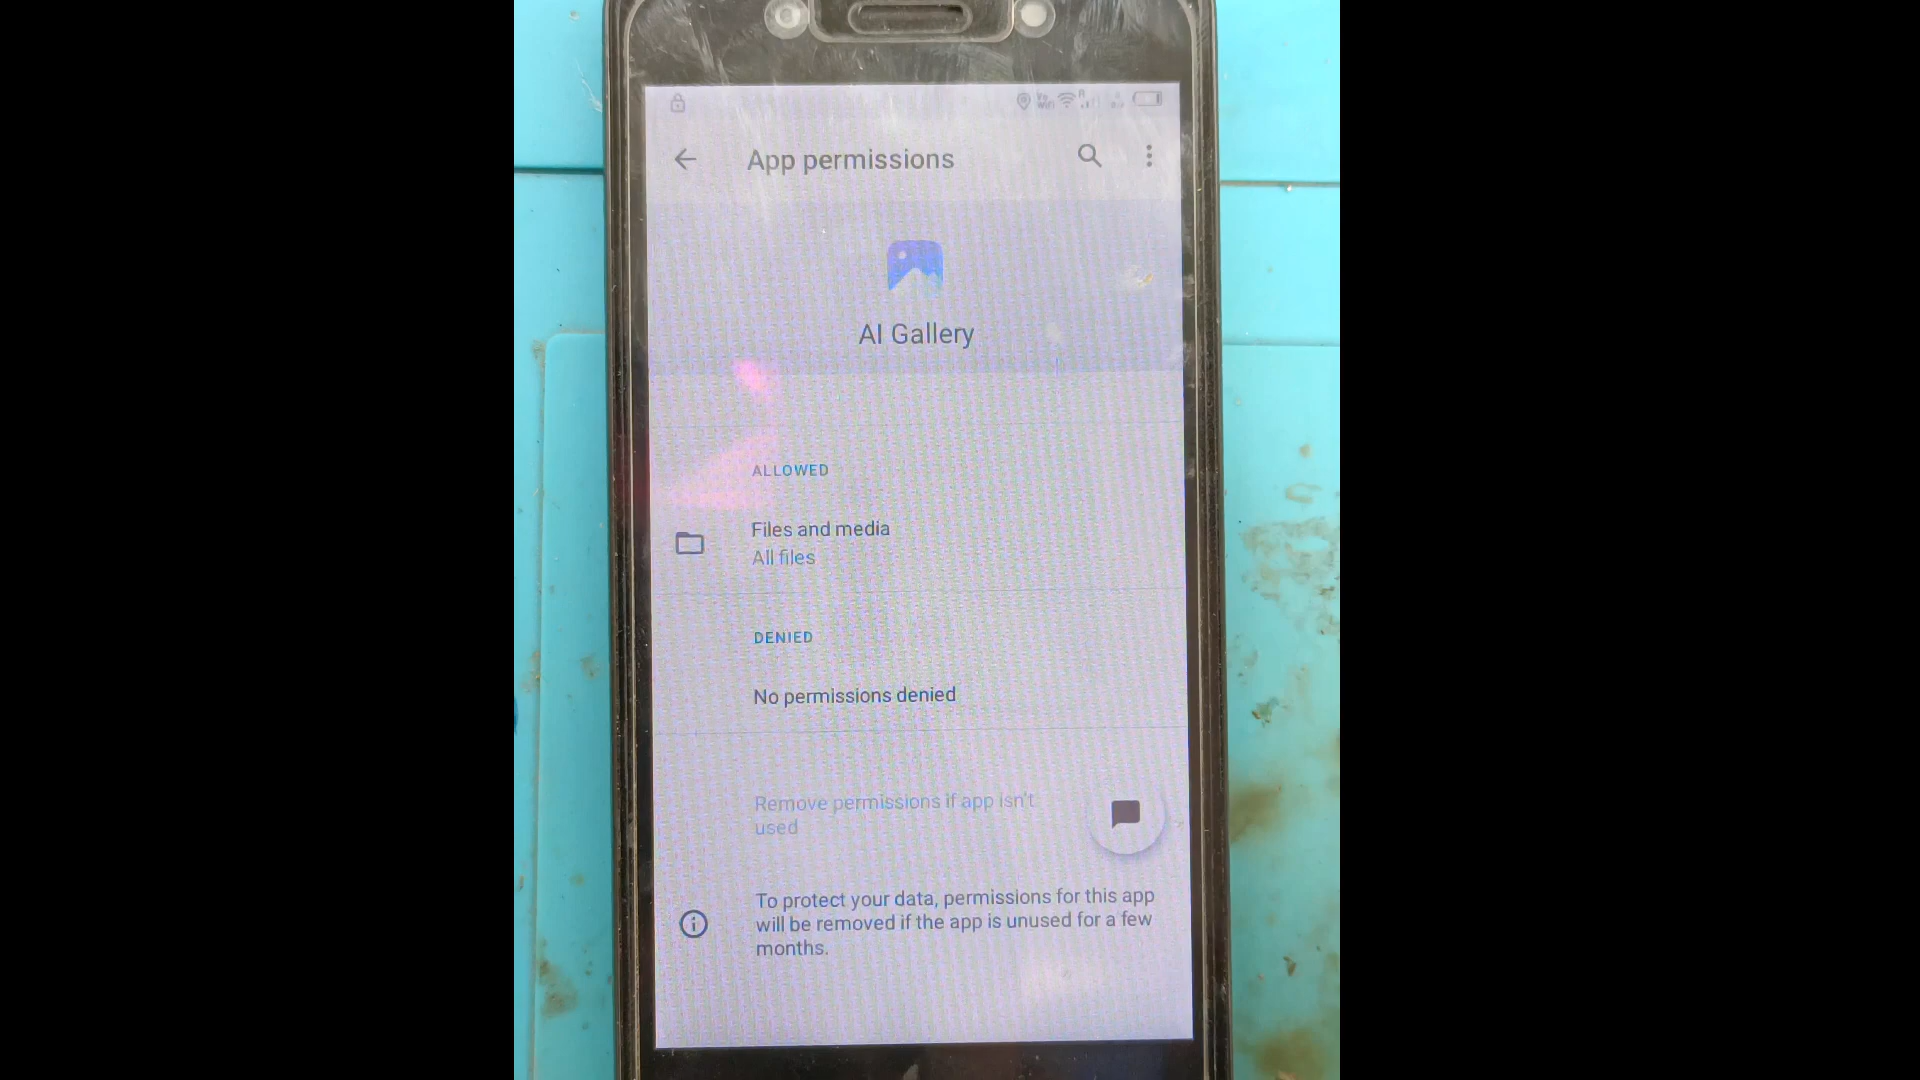 App permissions
AI Gallery
ALLOWED
Files and media
All files
DENIED
No permissions denied
Remove permissions if app isn't
used
To protect your data, permissions for this app
will be removed if the app is unused for a few
months.